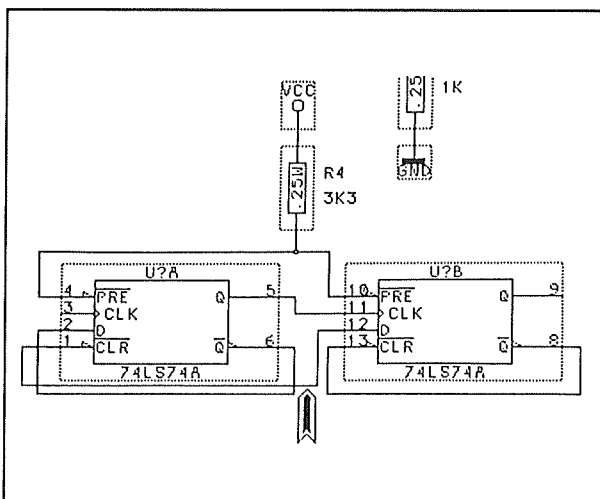 VCC
.25
1K
.25W
R4
3K3
GND
U?A
U?B
4
PRE
Q
5
3
CLK
2
D
1
CLR
Q
6
74LS74A
10
PRE
Q
9
11
CLK
12
D
13
CLR
Q
8
74LS74A